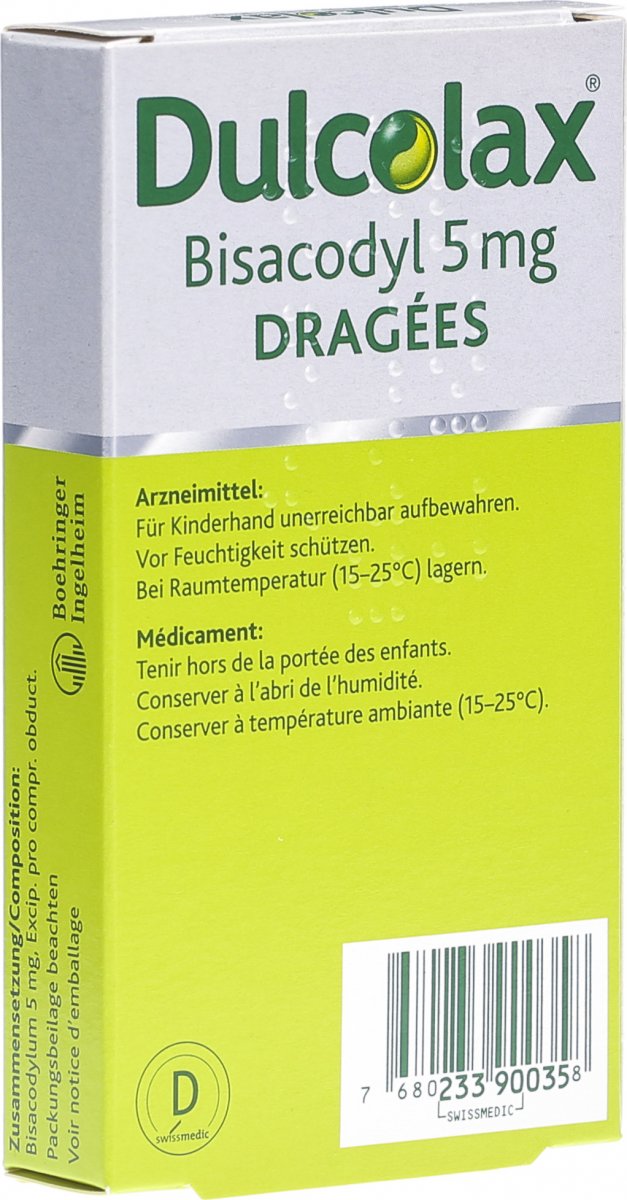 Dulcolax
Dulcolax®
Bisacodyl 5 mg
DRAGÉES
Arzneimittel:
Für Kinderhand unerreichbar aufbewahren.
Vor Feuchtigkeit schützen.
Bei Raumtemperatur (15–25°C) lagern.
Médicament:
Tenir hors de la portée des enfants.
Conserver à l'abri de l'humidité.
Conserver à température ambiante (15–25°C).
Boehringer
Ingelheim
Zusammensetzung/Composition:
Bisacodylum 5 mg, Excip. pro compr. obduct.
Packungsbeilage beachten
Voir notice d'emballage
D
swissmedic
7 680233 900358
SWISSMEDIC